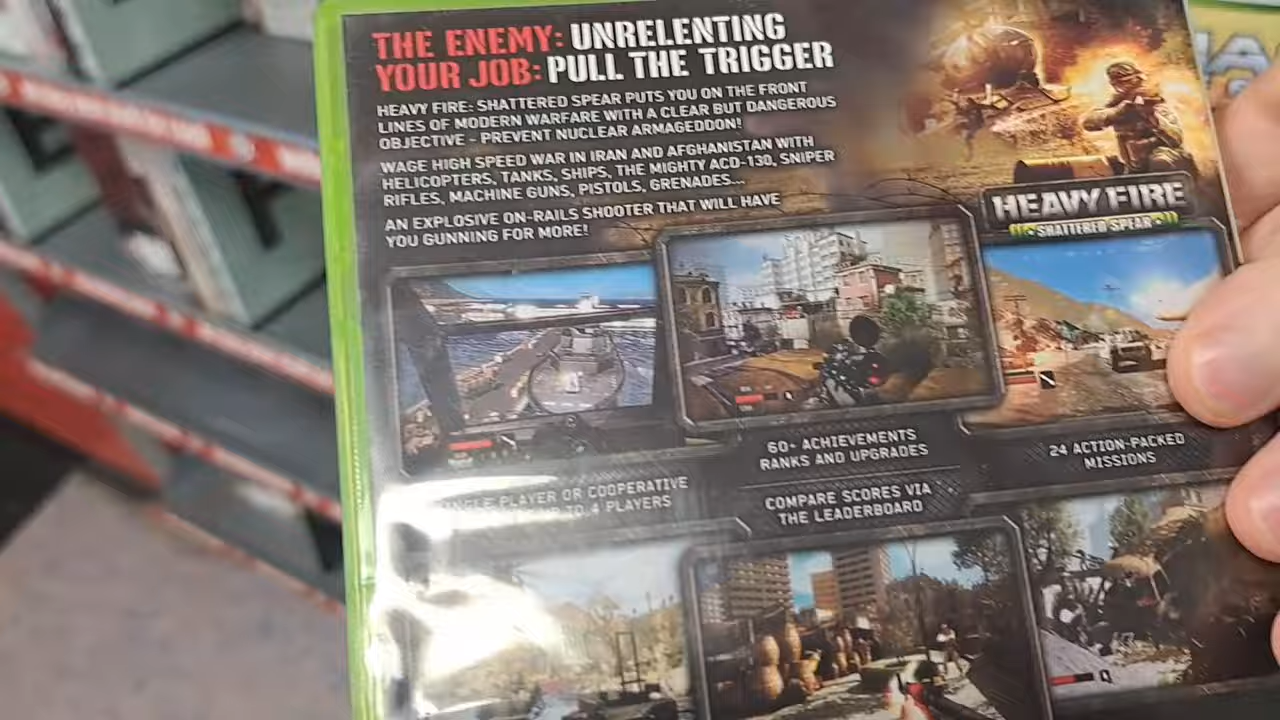 THE ENEMY: UNRELENTING
YOUR JOB: PULL THE TRIGGER
HEAVY FIRE: SHATTERED SPEAR PUTS YOU ON THE FRONT
LINES OF MODERN WARFARE WITH A CLEAR BUT DANGEROUS
OBJECTIVE - PREVENT NUCLEAR ARMAGEDDON!
WAGE HIGH SPEED WAR IN IRAN AND AFGHANISTAN WITH
HELICOPTERS, TANKS, SHIPS, THE MIGHTY ACD-130, SNIPER
RIFLES, MACHINE GUNS, PISTOLS, GRENADES...
AN EXPLOSIVE ON-RAILS SHOOTER THAT WILL HAVE
YOU GUNNING FOR MORE!
HEAVY FIRE
SHATTERED SPEAR
PLAYER OR COOPERATIVE
UP TO 4 PLAYERS
60+ ACHIEVEMENTS
RANKS AND UPGRADES
COMPARE SCORES VIA
THE LEADERBOARD
24 ACTION-PACKED
MISSIONS